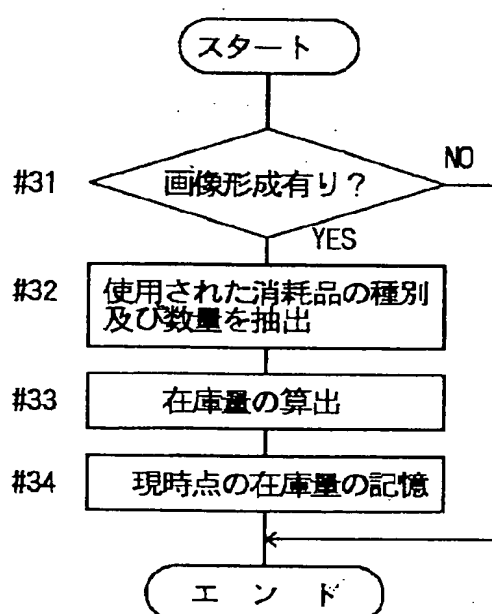 スタート
#31
画像形成有り?
NO
YES
#32
使用された消耗品の種別
及び数量を抽出
#33
在庫量の算出
#34
現時点の在庫量の記憶
エンド